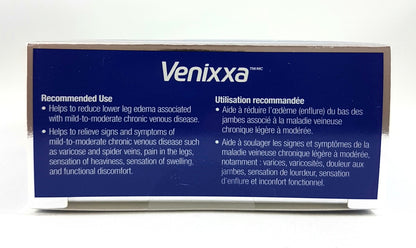 Venixxa™/MC
Recommended Use
• Helps to reduce lower leg edema associated
with mild-to-moderate chronic venous disease.
• Helps to relieve signs and symptoms of
mild-to-moderate chronic venous disease such
as varicose and spider veins, pain in the legs,
sensation of heaviness, sensation of swelling,
and functional discomfort.
Utilisation recommandée
• Aide à réduire l'œdème (enflure) du bas des
jambes associé à la maladie veineuse
chronique légère à modérée.
• Aide à soulager les signes et symptômes de la
maladie veineuse chronique légère à modérée,
notamment : varices, varicosités, douleur aux
jambes, sensation de lourdeur, sensation
d'enflure et inconfort fonctionnel.